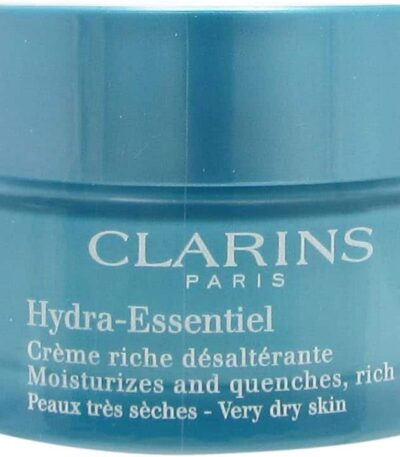 CLARINS
PARIS
Hydra-Essentiel
Crème riche désaltérante
Moisturizes and quenches, rich
Peaux très sèches - Very dry skin